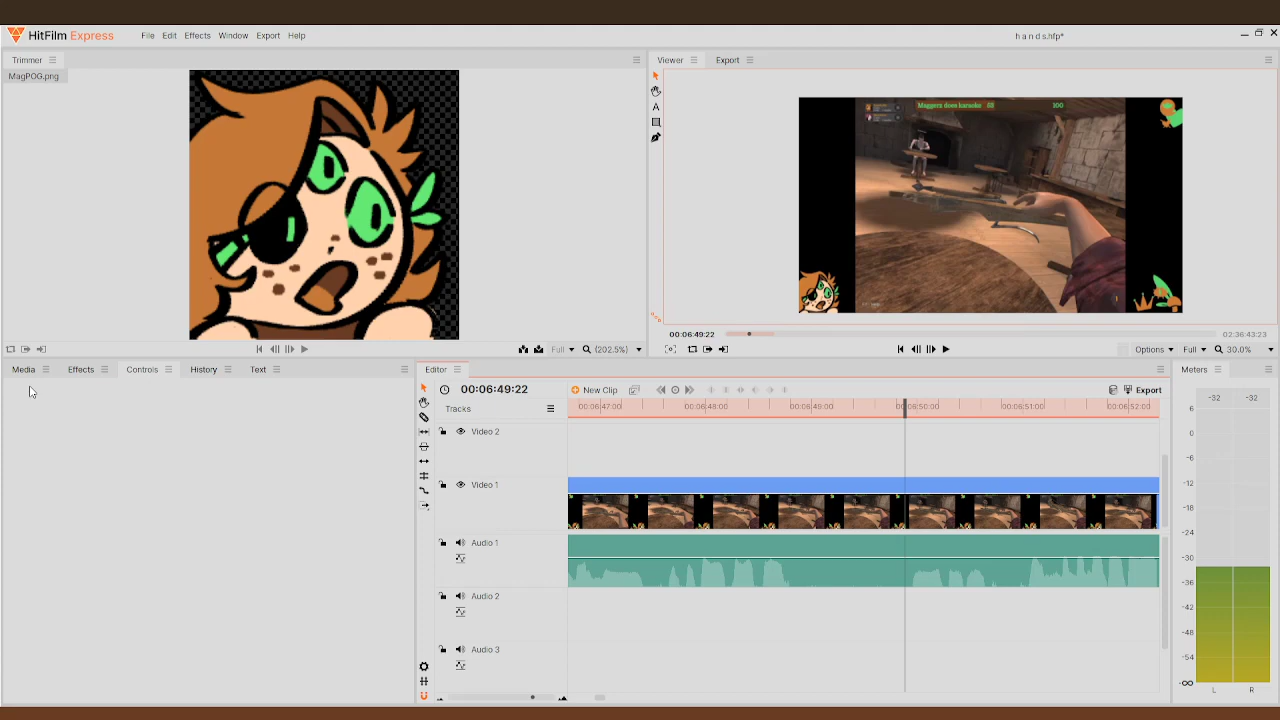 HitFilm Express
File Edit Effects Window Export Help
h a n d s.hfp*
Trimmer
MagPOG.png
Viewer Export
Maggerz does karaoke
100
Full (202.5%)
00:06:49:22
02:36:43:23
Options Full 30.0%
Media Effects Controls History Text
Editor
Meters
00:06:49:22
New Clip
Export
Tracks
00:06:47:00 00:06:48:00 00:06:49:00 00:06:50:00 00:06:51:00 00:06:52:00
Video 2
Video 1
Audio 1
Audio 2
Audio 3
-32 -32
6
0
-6
-12
-18
-24
-30
-36
-42
-48
-54
-∞
L R